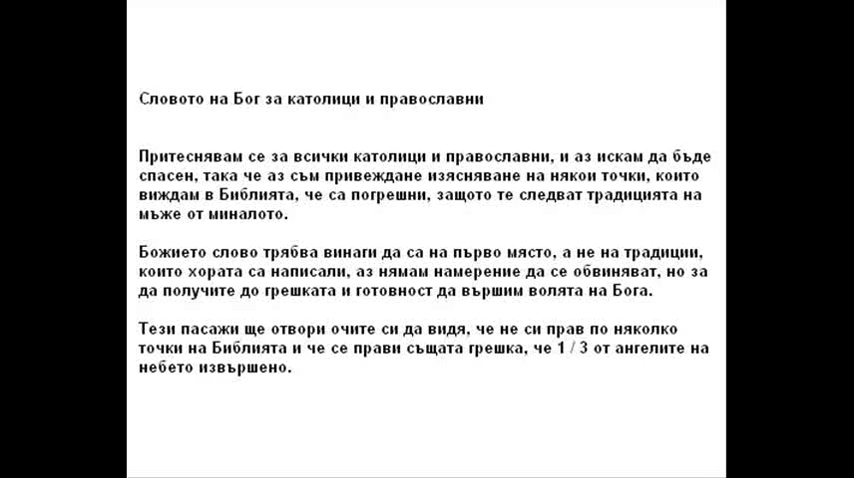 Словото на Бог за католици и православни
Притеснявам се за всички католици и православни, и аз искам да бъде
спасен, така че аз съм привеждане изясняване на някои точки, които
виждам в Библията, че са погрешни, защото те следват традицията на
мъже от миналото.
Божието слово трябва винаги да са на първо място, а не на традиции,
които хората са написали, аз нямам намерение да се обвиняват, но за
да получите до грешката и готовност да вършим волята на Бога.
Тези пасажи ще отвори очите си да видя, че не си прав по няколко
точки на Библията и че се прави същата грешка, че 1 / 3 от ангелите на
небето извършено.